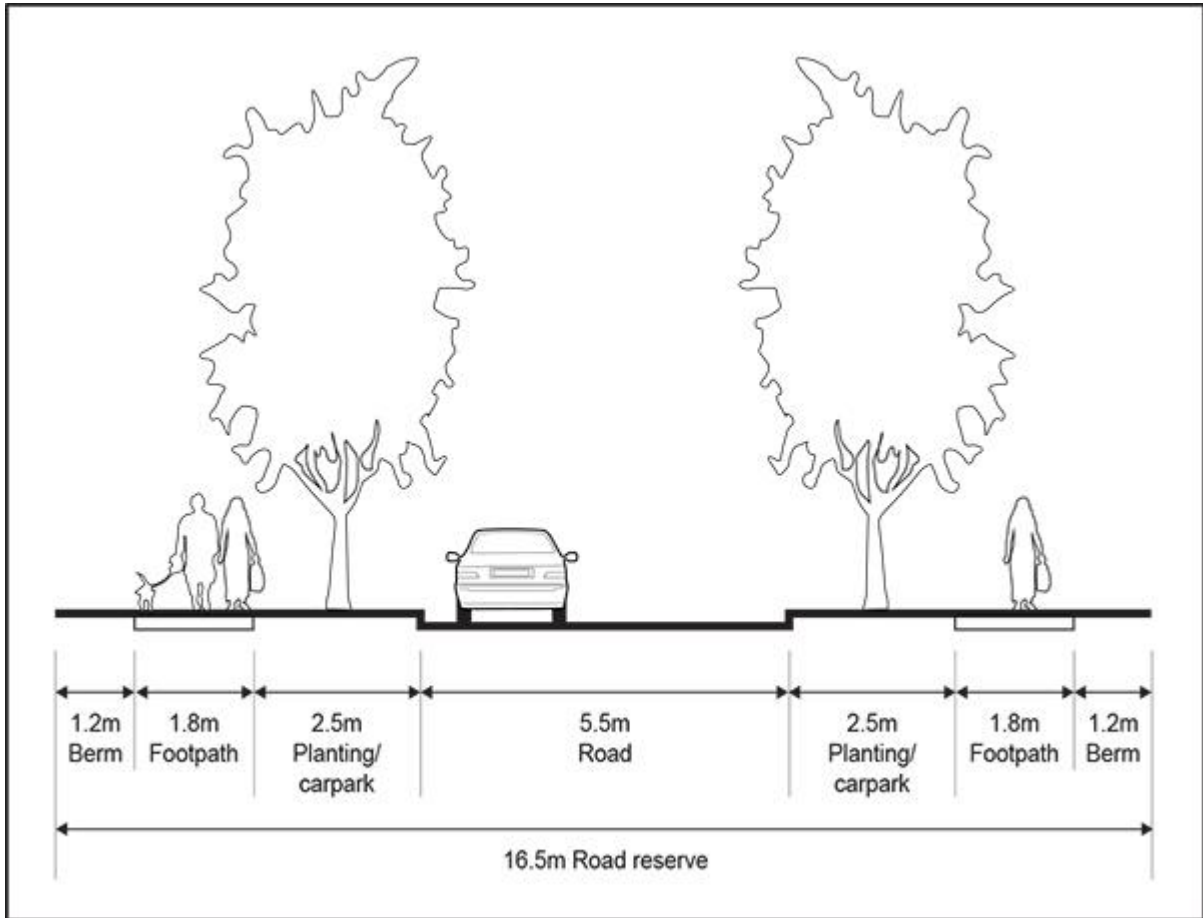 1.2m
Berm
1.8m
Footpath
2.5m
Planting/
carpark
5.5m
Road
2.5m
Planting/
carpark
1.8m
Footpath
1.2m
Berm
16.5m Road reserve